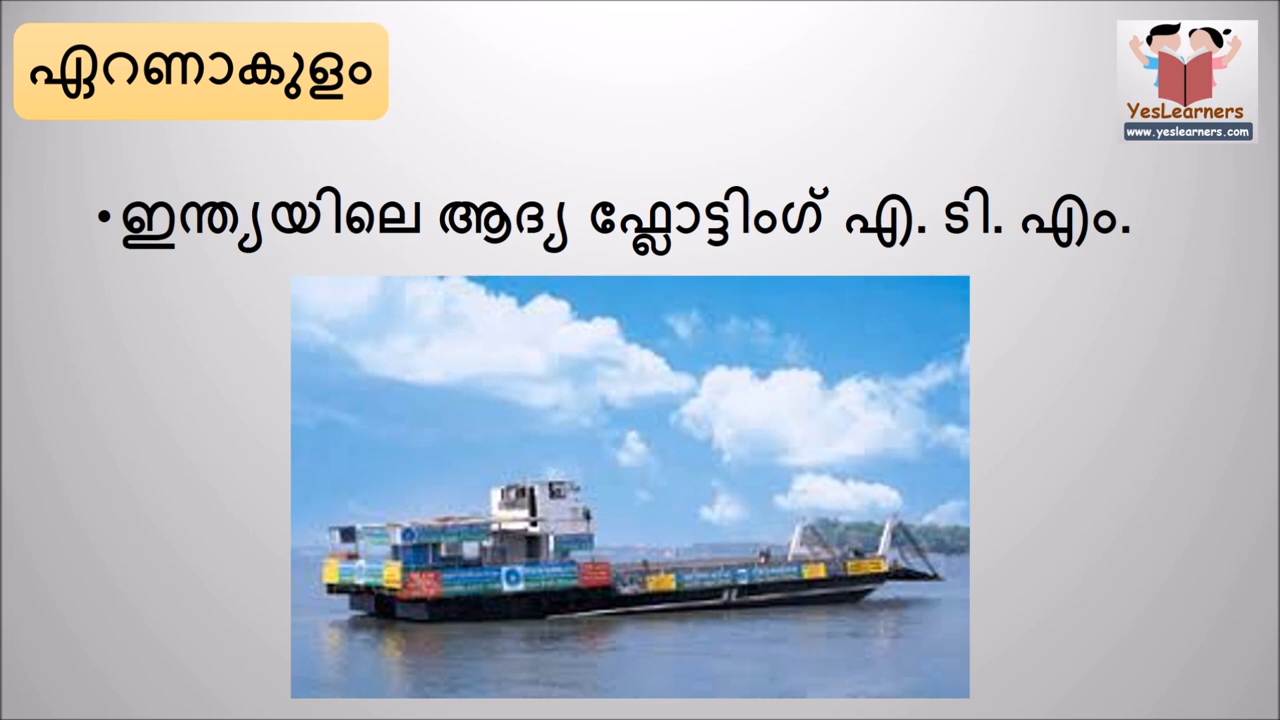 ഏറണാകുളം
YesLearners
www.yeslearners.com
•ഇന്ത്യയിലെ ആദ്യ ഫ്ലോട്ടിംഗ് എ. ടി. എം.